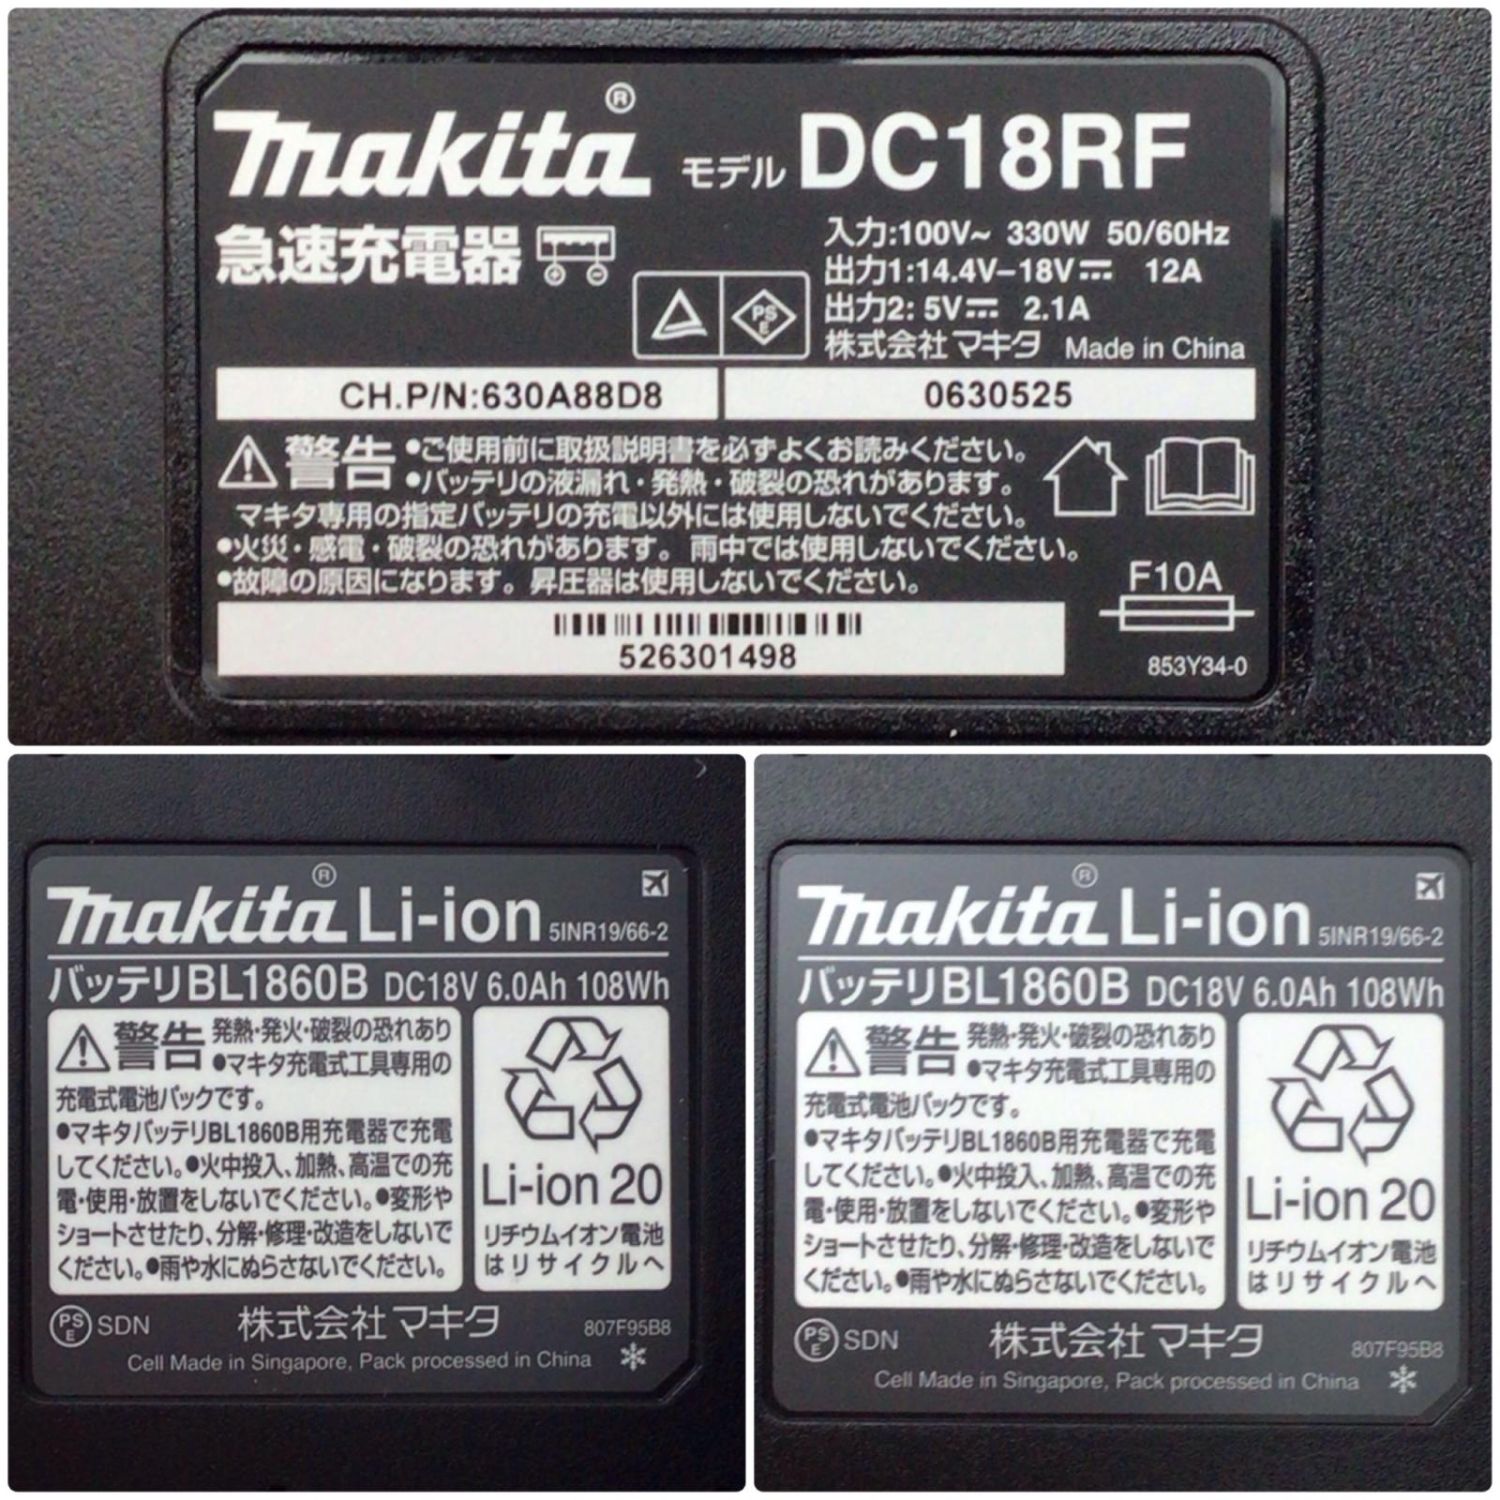 makita® モデル DC18RF
急速充電器
入力:100V~ 330W 50/60Hz
出力1:14.4V-18V⎓ 12A
出力2: 5V⎓ 2.1A
PSE
株式会社マキタ Made in China
CH.P/N:630A88D8 0630525
⚠警告 ●ご使用前に取扱説明書を必ずよくお読みください。
●バッテリの液漏れ・発熱・破裂の恐れがあります。
マキタ専用の指定バッテリの充電以外には使用しないでください。
●火災・感電・破裂の恐れがあります。雨中では使用しないでください。
●故障の原因になります。昇圧器は使用しないでください。
F10A
526301498
853Y34-0
makita® Li-ion 5INR19/66-2
バッテリBL1860B DC18V 6.0Ah 108Wh
⚠警告 発熱・発火・破裂の恐れあり
●マキタ充電式工具専用の
充電式電池パックです。
●マキタバッテリBL1860B用充電器で充電
してください。●火中投入、加熱、高温での充
電・使用・放置をしないでください。●変形や
ショートさせたり、分解・修理・改造をしないで
ください。●雨や水にぬらさないでください。
Li-ion 20
リチウムイオン電池
はリサイクルへ
PSE SDN 株式会社マキタ 807F95B8
Cell Made in Singapore, Pack processed in China
makita® Li-ion 5INR19/66-2
バッテリBL1860B DC18V 6.0Ah 108Wh
⚠警告 発熱・発火・破裂の恐れあり
●マキタ充電式工具専用の
充電式電池パックです。
●マキタバッテリBL1860B用充電器で充電
してください。●火中投入、加熱、高温での充
電・使用・放置をしないでください。●変形や
ショートさせたり、分解・修理・改造をしないで
ください。●雨や水にぬらさないでください。
Li-ion 20
リチウムイオン電池
はリサイクルへ
PSE SDN 株式会社マキタ 807F95B8
Cell Made in Singapore, Pack processed in China